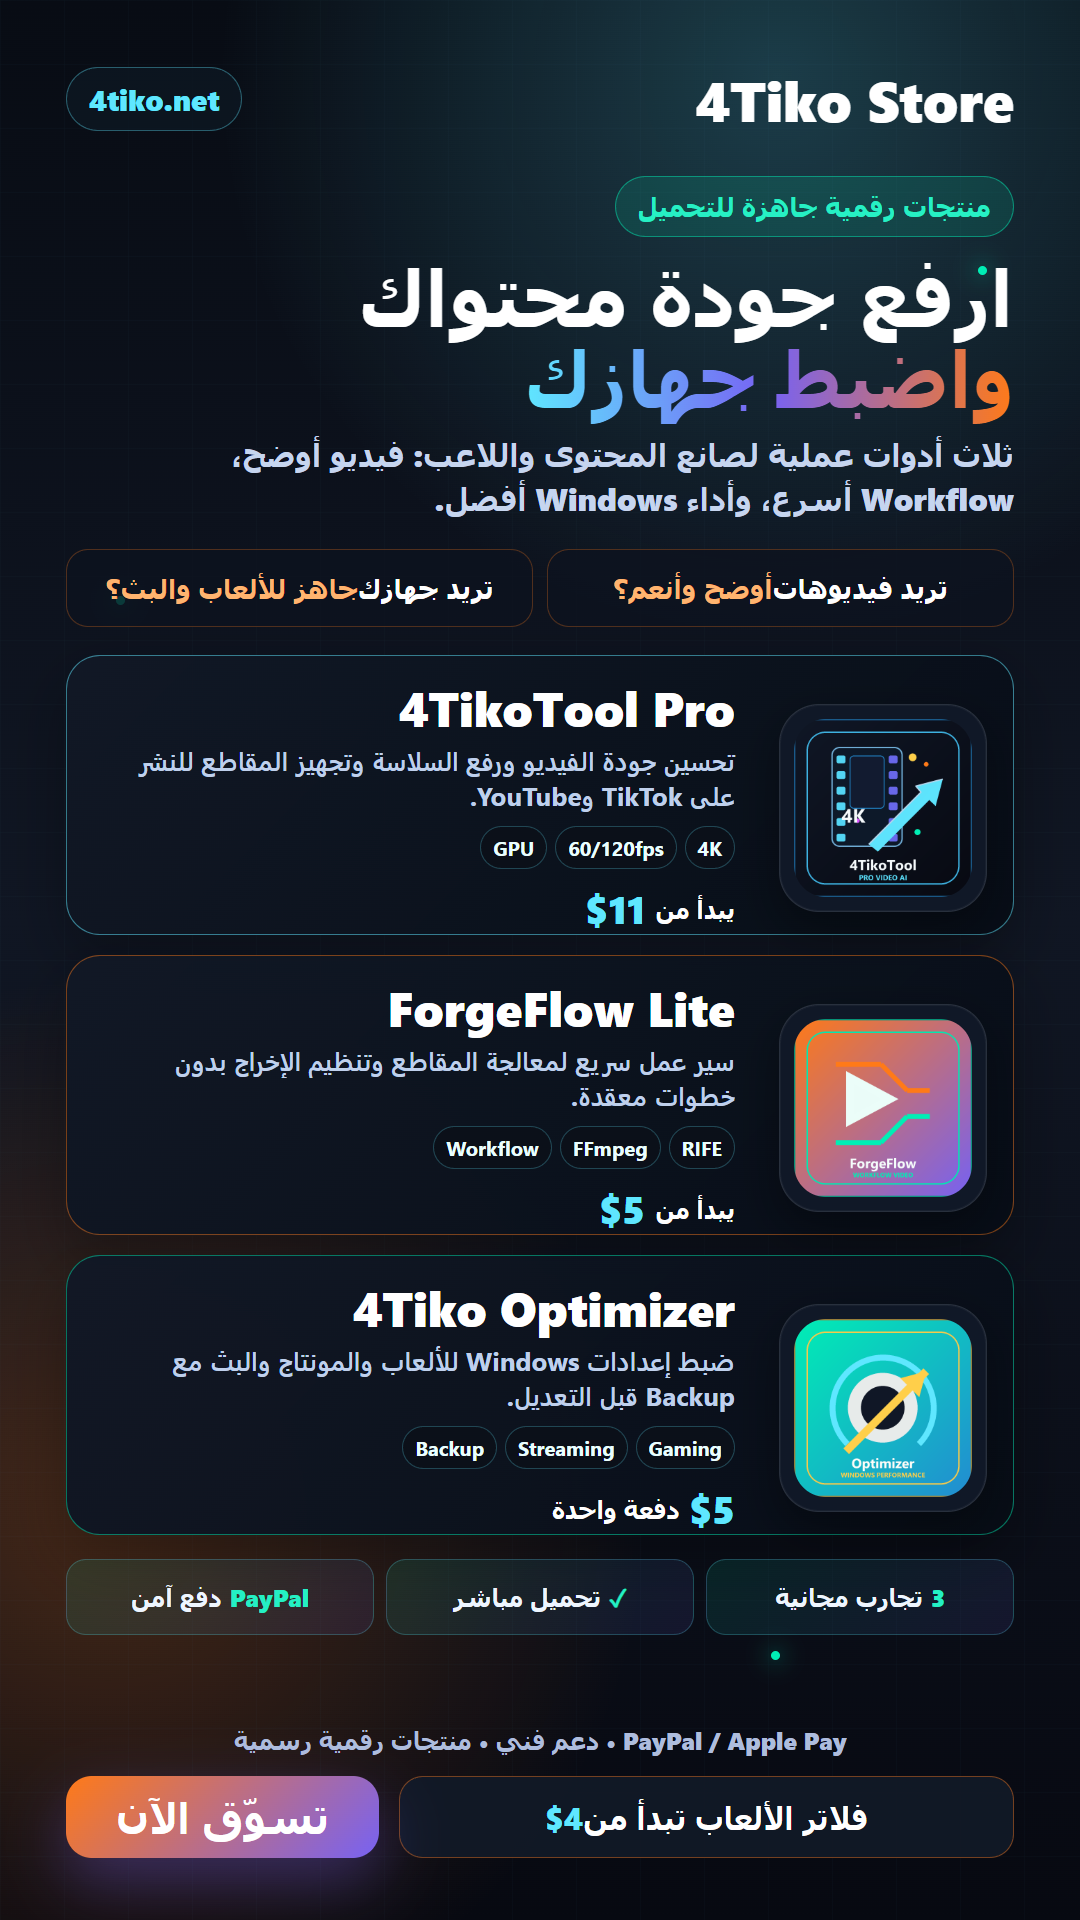 4Tiko Store
4tiko.net
منتجات رقمية جاهزة للتحميل
ارفع جودة محتواك
واضبط جهازك
ثلاث أدوات عملية لصانع المحتوى واللاعب: فيديو أوضح،
Workflow أسرع، وأداء Windows أفضل.
تريد فيديوهاتأوضح وأنعم؟
تريد جهازكجاهز للألعاب والبث؟
4TikoTool Pro
تحسين جودة الفيديو ورفع السلاسة وتجهيز المقاطع للنشر
على TikTok وYouTube.
4K
60/120fps
GPU
يبدأ من $11
4K
4TikoTool
PRO VIDEO AI
ForgeFlow Lite
سير عمل سريع لمعالجة المقاطع وتنظيم الإخراج بدون
خطوات معقدة.
RIFE
FFmpeg
Workflow
يبدأ من $5
ForgeFlow
WORKFLOW VIDEO
4Tiko Optimizer
ضبط إعدادات Windows للألعاب والمونتاج والبث مع
Backup قبل التعديل.
Gaming
Streaming
Backup
$5 دفعة واحدة
Optimizer
WINDOWS PERFORMANCE
3 تجارب مجانية
✓ تحميل مباشر
PayPal دفع آمن
PayPal / Apple Pay • دعم فني • منتجات رقمية رسمية
فلاتر الألعاب تبدأ من$4
تسوّق الآن